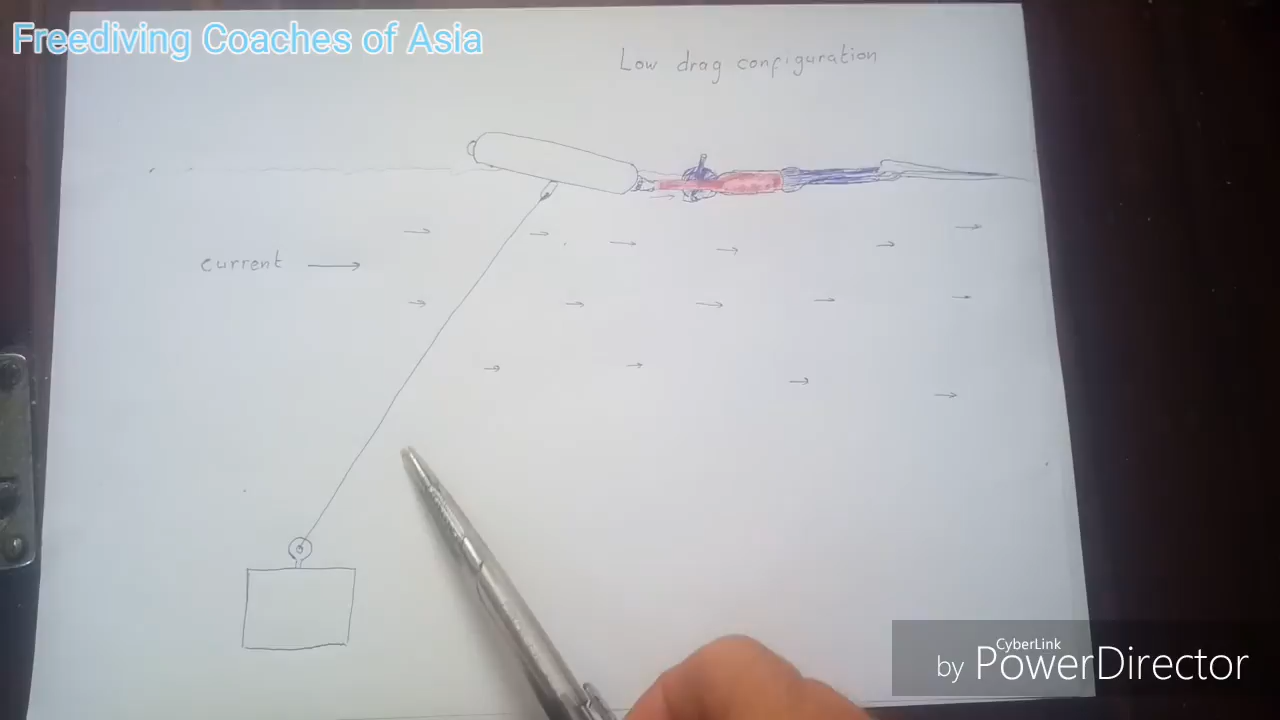 Freediving Coaches of Asia
Low drag configuration
current
CyberLink
by PowerDirector